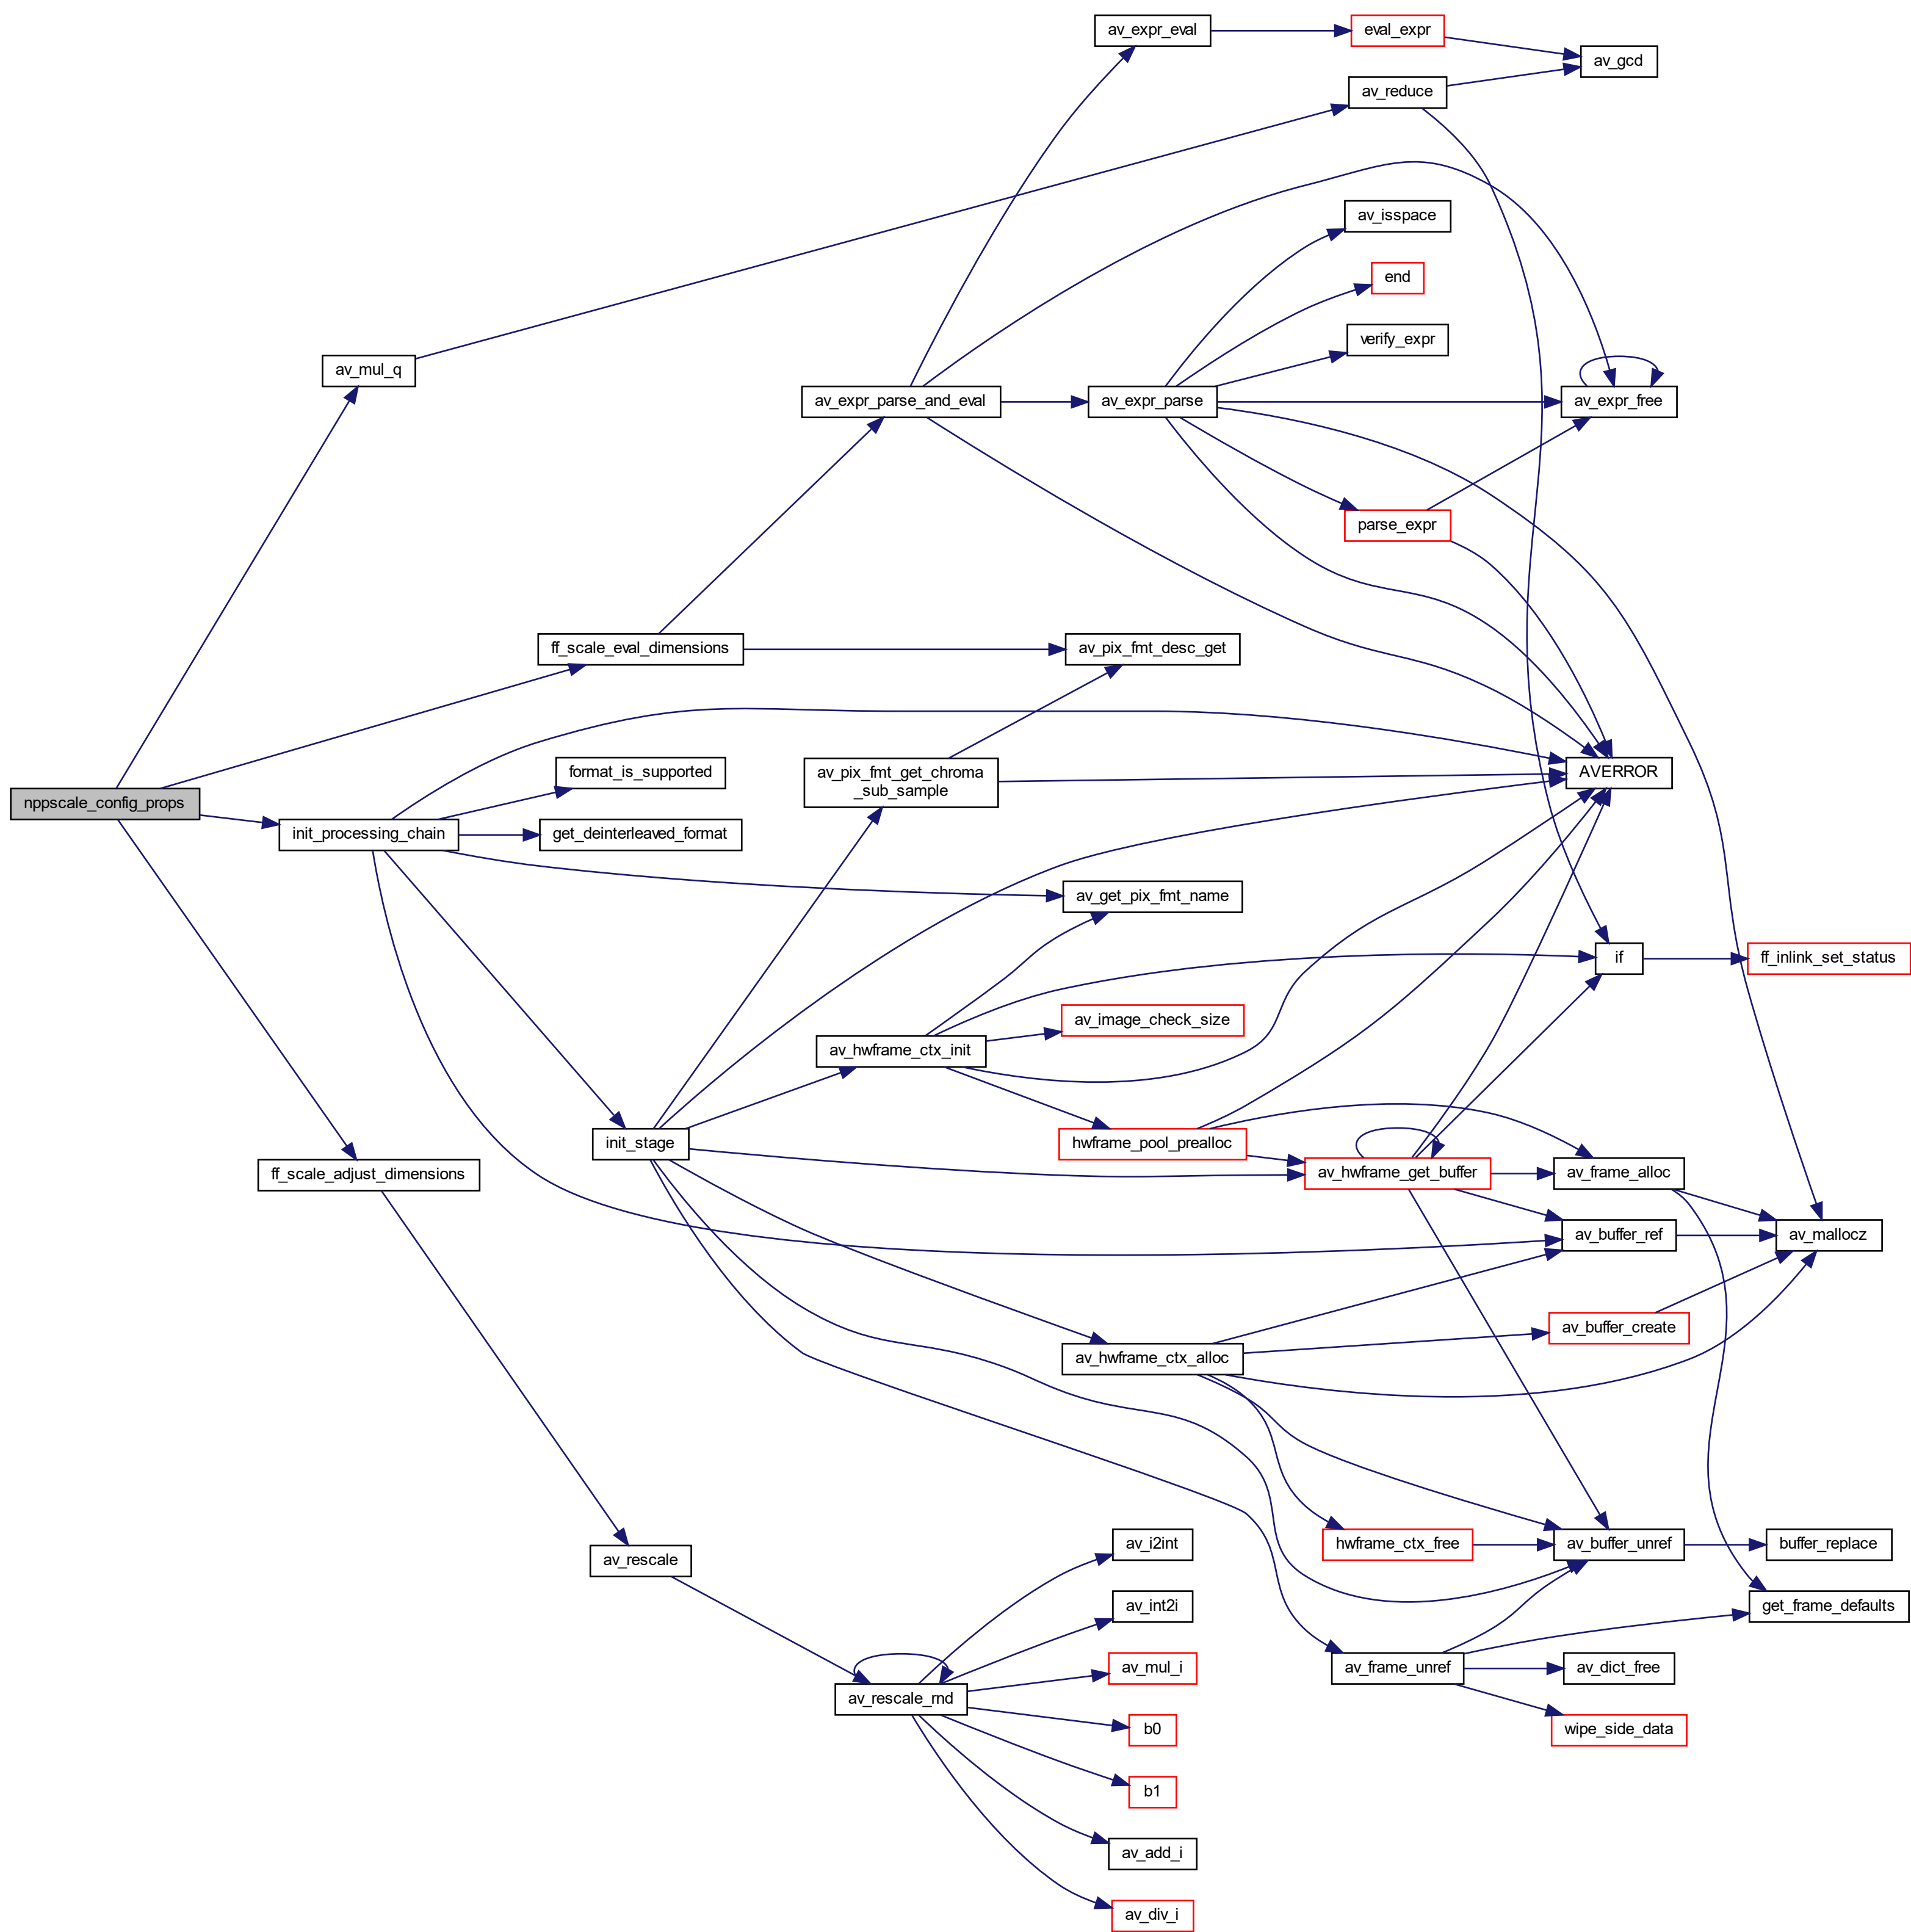 av_expr_eval
eval_expr
av_gcd
av_reduce
av_isspace
end
verify_expr
av_mul_q
av_expr_parse_and_eval
av_expr_parse
av_expr_free
parse_expr
ff_scale_eval_dimensions
av_pix_fmt_desc_get
format_is_supported
av_pix_fmt_get_chroma
_sub_sample
AVERROR
nppscale_config_props
init_processing_chain
get_deinterleaved_format
av_get_pix_fmt_name
if
ff_inlink_set_status
av_image_check_size
av_hwframe_ctx_init
init_stage
hwframe_pool_prealloc
ff_scale_adjust_dimensions
av_hwframe_get_buffer
av_frame_alloc
av_buffer_ref
av_mallocz
av_buffer_create
av_hwframe_ctx_alloc
av_rescale
av_i2int
hwframe_ctx_free
av_buffer_unref
buffer_replace
av_int2i
get_frame_defaults
av_mul_i
av_frame_unref
av_dict_free
av_rescale_rnd
b0
wipe_side_data
b1
av_add_i
av_div_i